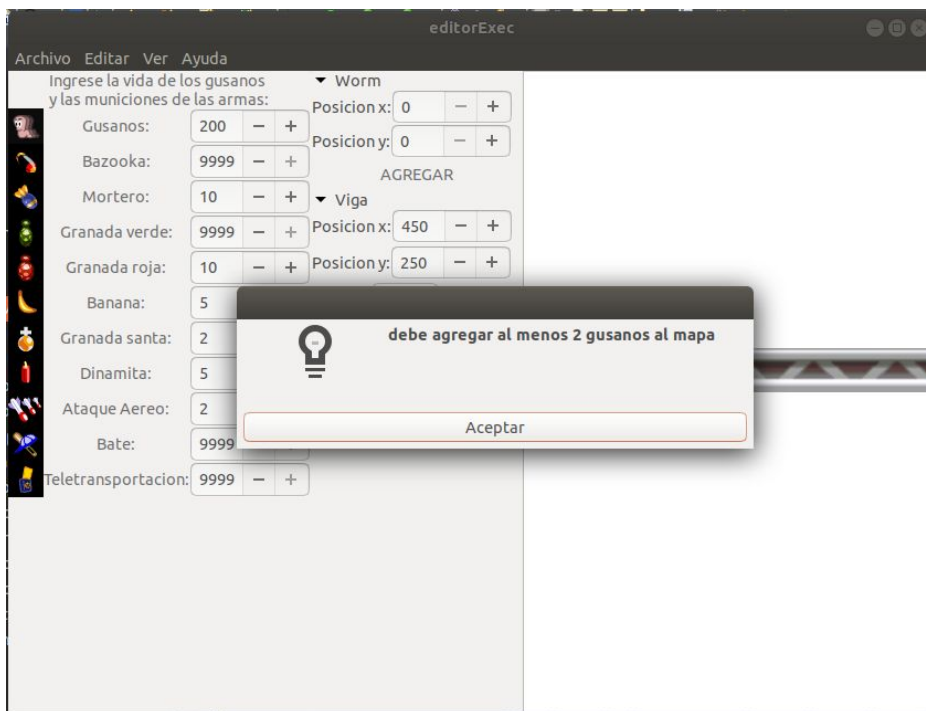 editorExec
Archivo Editar Ver Ayuda
Ingrese la vida de los gusanos
y las municiones de las armas:
Gusanos: 200 − +
Bazooka: 9999 − +
Mortero: 10 − +
Granada verde: 9999 − +
Granada roja: 10 − +
Banana: 5
Granada santa: 2
Dinamita: 5
Ataque Aereo: 2
Bate: 9999
Teletransportacion: 9999 − +
Worm
Posicion x: 0 − +
Posicion y: 0 − +
AGREGAR
Viga
Posicion x: 450 − +
Posicion y: 250 − +
debe agregar al menos 2 gusanos al mapa
Aceptar